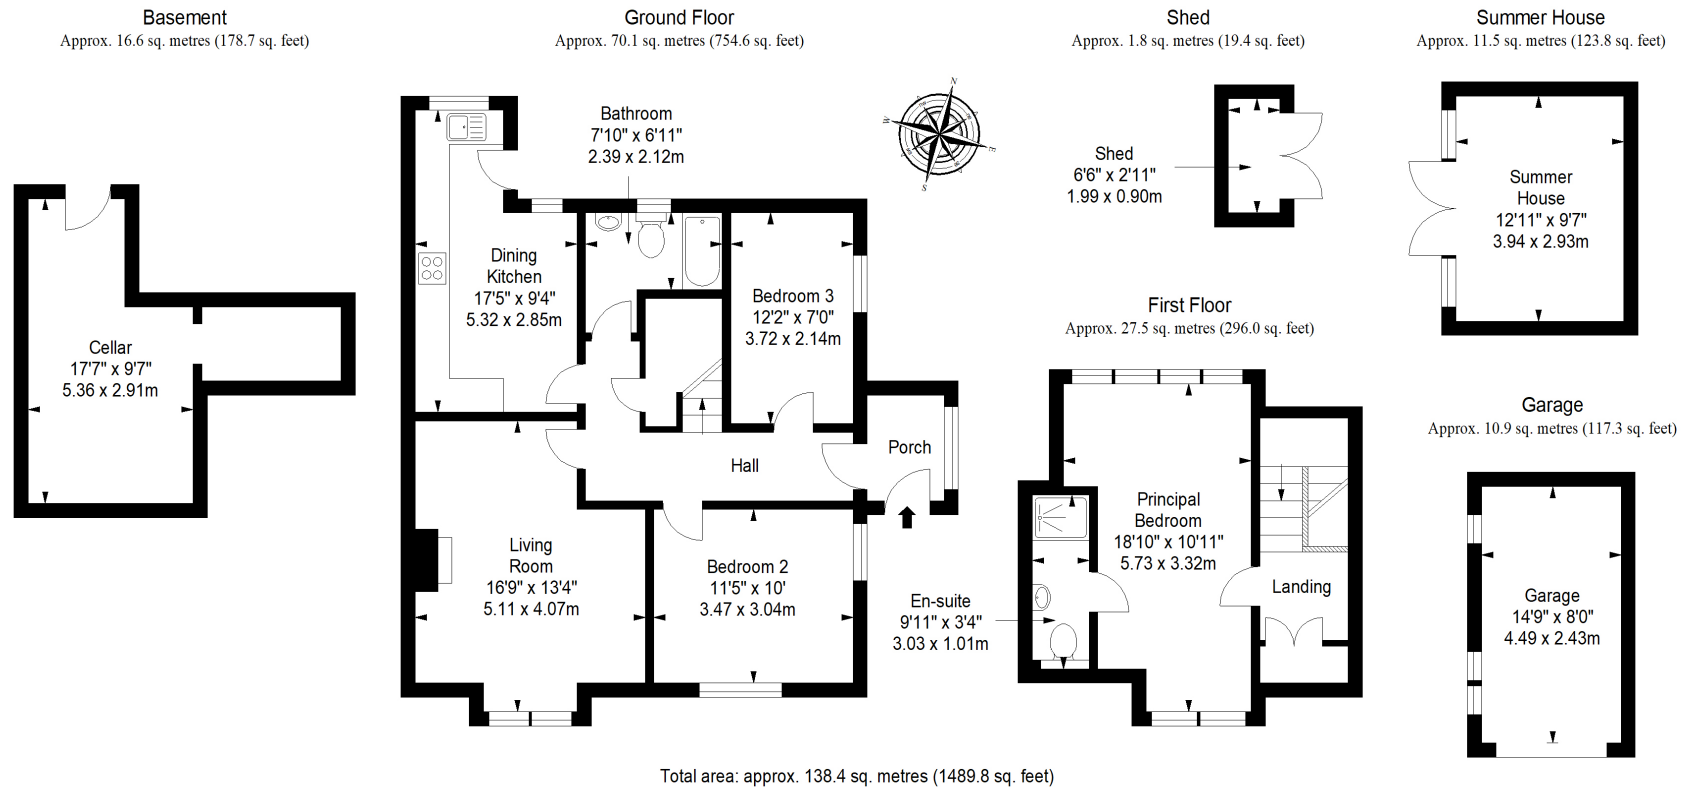 Basement
Approx. 16.6 sq. metres (178.7 sq. feet)
Cellar
17'7" x 9'7"
5.36 x 2.91m
Ground Floor
Approx. 70.1 sq. metres (754.6 sq. feet)
Bathroom
7'10" x 6'11"
2.39 x 2.12m
Dining
Kitchen
17'5" x 9'4"
5.32 x 2.85m
Bedroom 3
12'2" x 7'0"
3.72 x 2.14m
Porch
Hall
Living
Room
16'9" x 13'4"
5.11 x 4.07m
Bedroom 2
11'5" x 10'
3.47 x 3.04m
N
W
E
S
Shed
Approx. 1.8 sq. metres (19.4 sq. feet)
Shed
6'6" x 2'11"
1.99 x 0.90m
Summer House
Approx. 11.5 sq. metres (123.8 sq. feet)
Summer
House
12'11" x 9'7"
3.94 x 2.93m
First Floor
Approx. 27.5 sq. metres (296.0 sq. feet)
Principal
Bedroom
18'10" x 10'11"
5.73 x 3.32m
Landing
En-suite
9'11" x 3'4"
3.03 x 1.01m
Garage
Approx. 10.9 sq. metres (117.3 sq. feet)
Garage
14'9" x 8'0"
4.49 x 2.43m
Total area: approx. 138.4 sq. metres (1489.8 sq. feet)